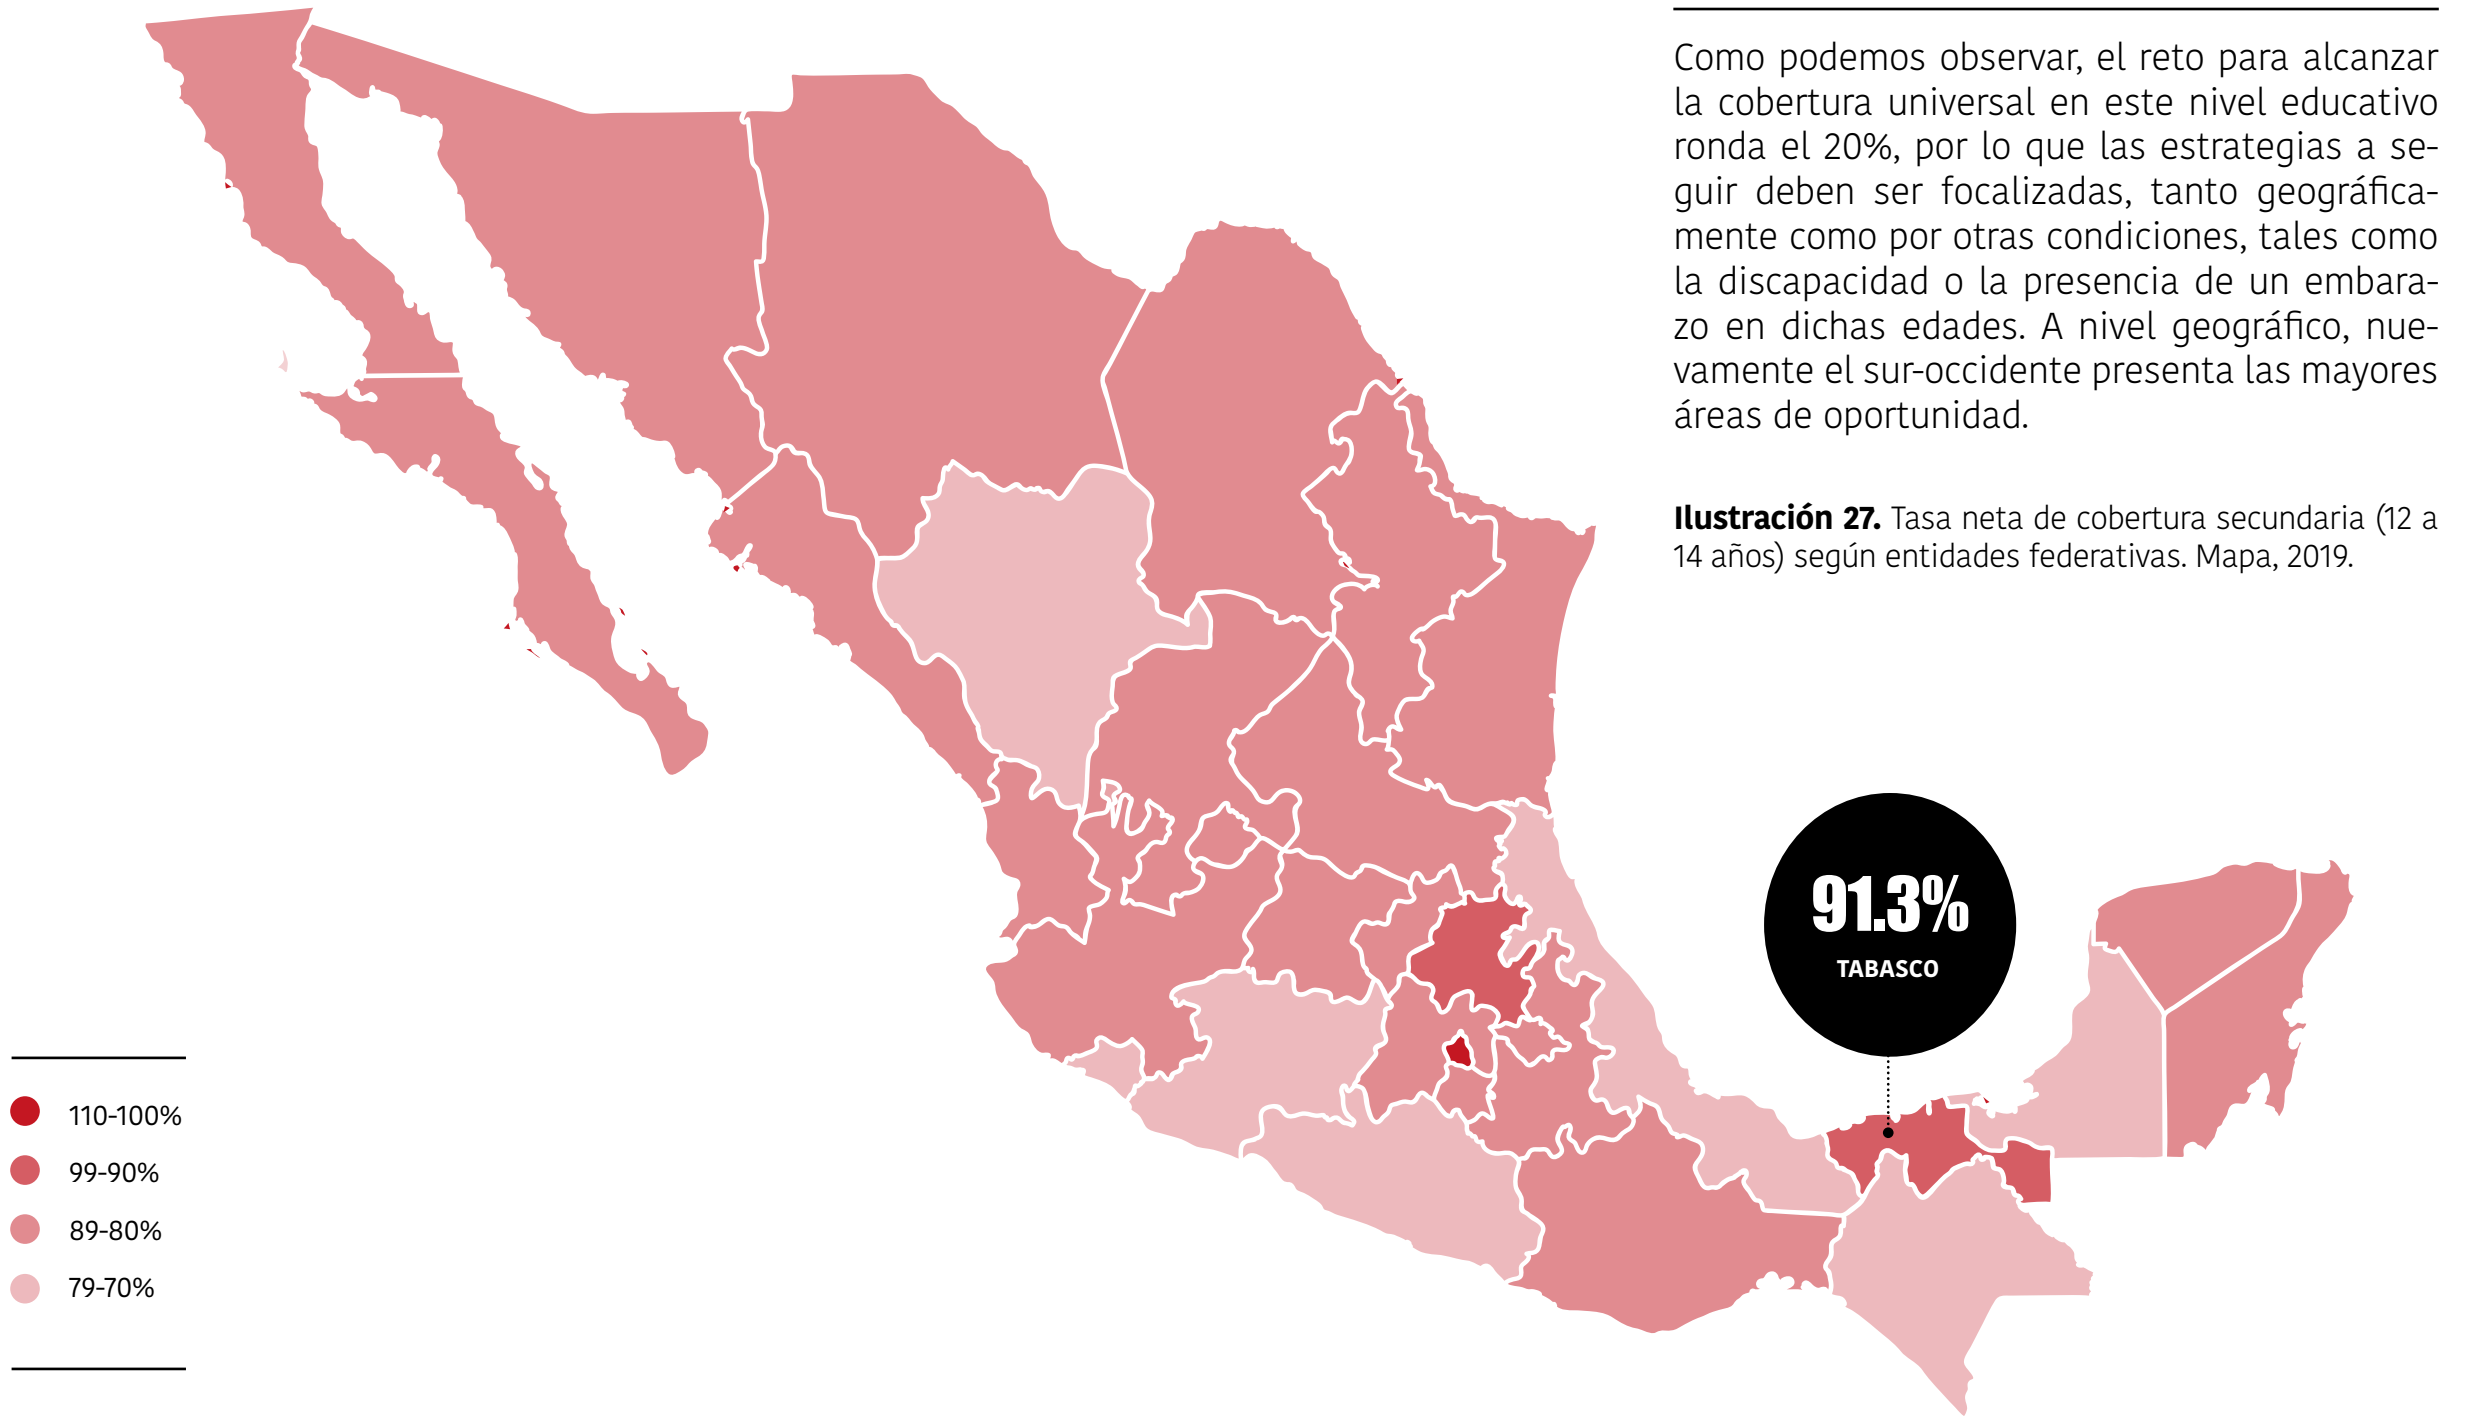 Como podemos observar, el reto para alcanzar
la cobertura universal en este nivel educativo
ronda el 20%, por lo que las estrategias a se-
guir deben ser focalizadas, tanto geográfica-
mente como por otras condiciones, tales como
la discapacidad o la presencia de un embara-
zo en dichas edades. A nivel geográfico, nue-
vamente el sur-occidente presenta las mayores
áreas de oportunidad.
Ilustración 27. Tasa neta de cobertura secundaria (12 a
14 años) según entidades federativas. Mapa, 2019.
91.3%
TABASCO
110-100%
99-90%
89-80%
79-70%